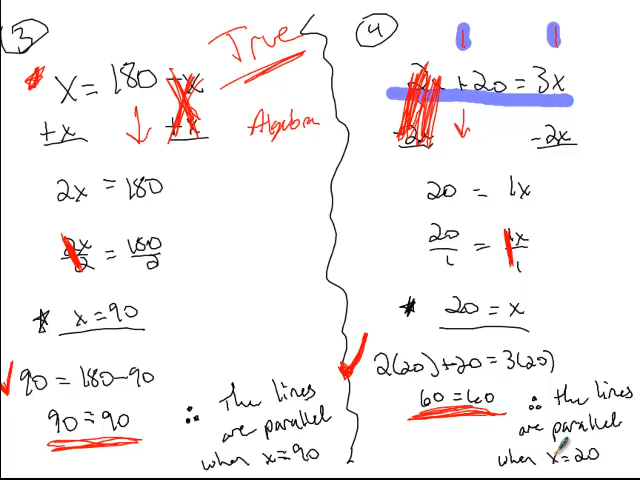 3
True
x = 180 - x
+x +x
Algebra
2x = 180
2x/2 = 180/2
x = 90
90 = 180 - 90
90 = 90
∴ The lines
are parallel
when x = 90
4
1 1
2x + 20 = 3x
-2x -2x
20 = 1x
20/1 = 1x/1
20 = x
2(20) + 20 = 3(20)
60 = 60
∴ the lines
are parallel
when x = 20